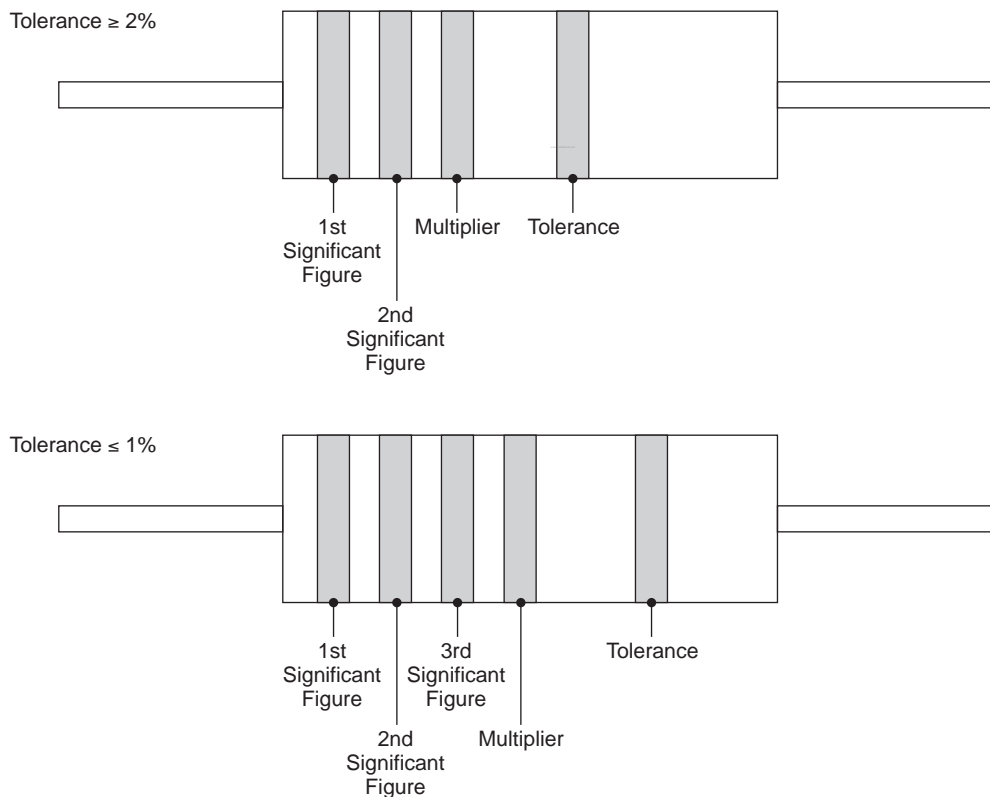 Tolerance ≥ 2%
1st
Significant
Figure
2nd
Significant
Figure
Multiplier
Tolerance
Tolerance ≤ 1%
1st
Significant
Figure
2nd
Significant
Figure
3rd
Significant
Figure
Multiplier
Tolerance